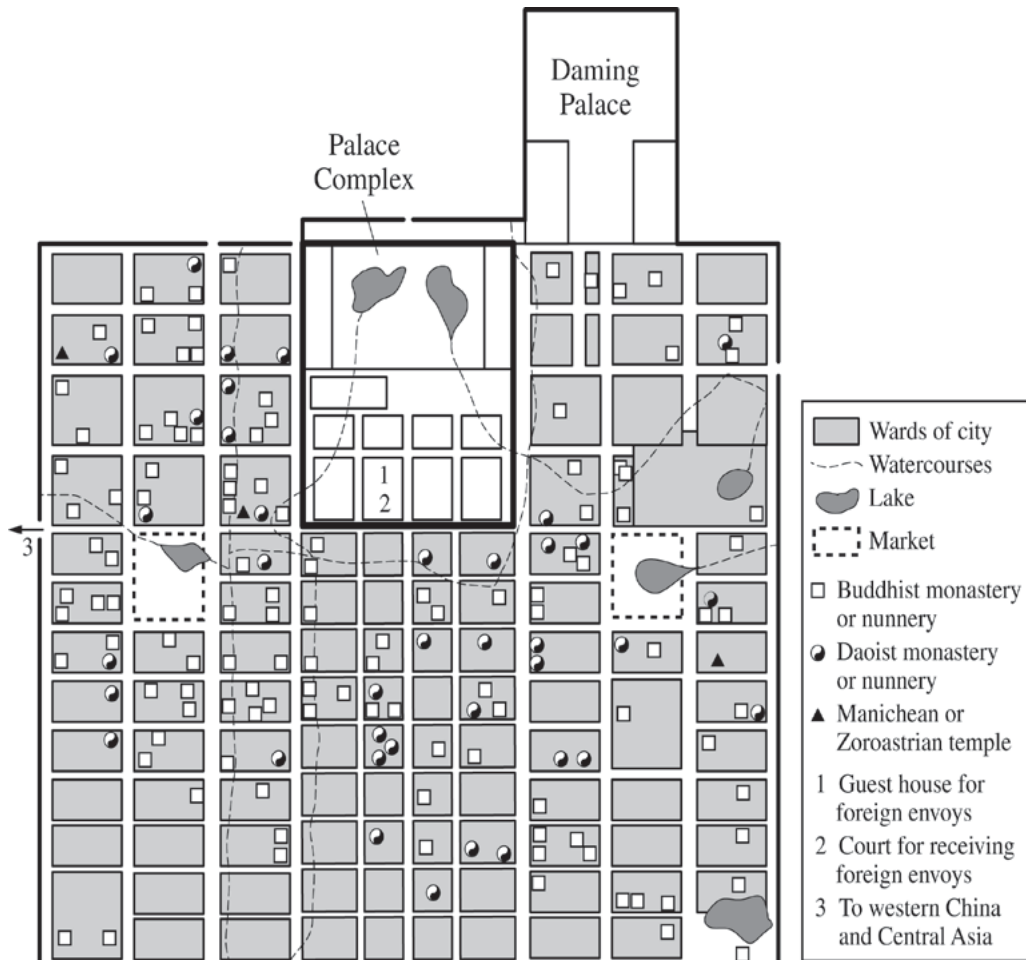 Daming
Palace
Palace
Complex
1
2
3
Wards of city
Watercourses
Lake
Market
Buddhist monastery
or nunnery
Daoist monastery
or nunnery
Manichean or
Zoroastrian temple
1 Guest house for
foreign envoys
2 Court for receiving
foreign envoys
3 To western China
and Central Asia